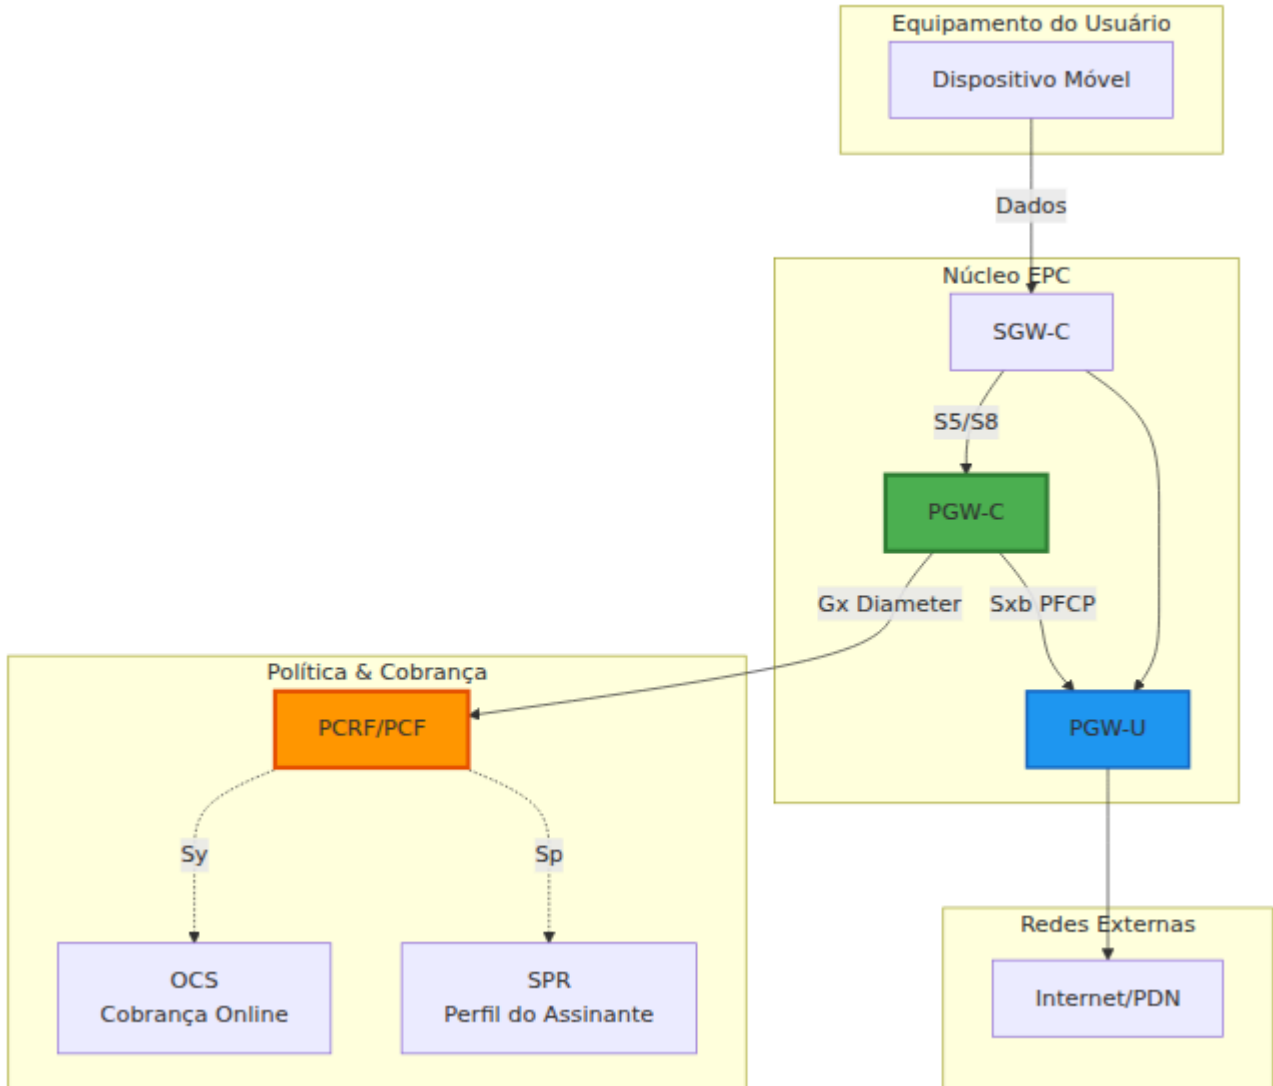 Equipamento do Usuário
Dispositivo Móvel
Dados
Núcleo EPC
SGW-C
S5/S8
PGW-C
Gx Diameter
Sxb PFCP
Política & Cobrança
PCRF/PCF
PGW-U
Sy
Sp
OCS
Cobrança Online
SPR
Perfil do Assinante
Redes Externas
Internet/PDN